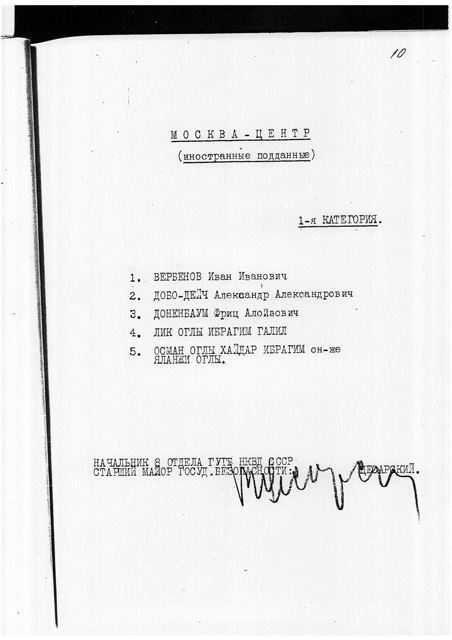 10
МОСКВА-ЦЕНТР
(иностранные подданные)
1-я КАТЕГОРИЯ.
1. ВЕРБЕНОВ Иван Иванович
2. ДОБО-ДЕЙЧ Александр Александрович
3. ДОНЕНБАУМ Фриц Алойзович
4. ЛИК ОГЛЫ ИБРАГИМ ГАЛИЛ
5. ОСМАН ОГЛЫ ХАЙДАР ИБРАГИМ он-же
ЯЛАНЖИ ОГЛЫ.
НАЧАЛЬНИК 8 ОТДЕЛА ГУГБ НКВД СССР
СТАРШИЙ МАЙОР ГОСУД.БЕЗОПАСНОСТИ: ЦЕСАРСКИЙ.